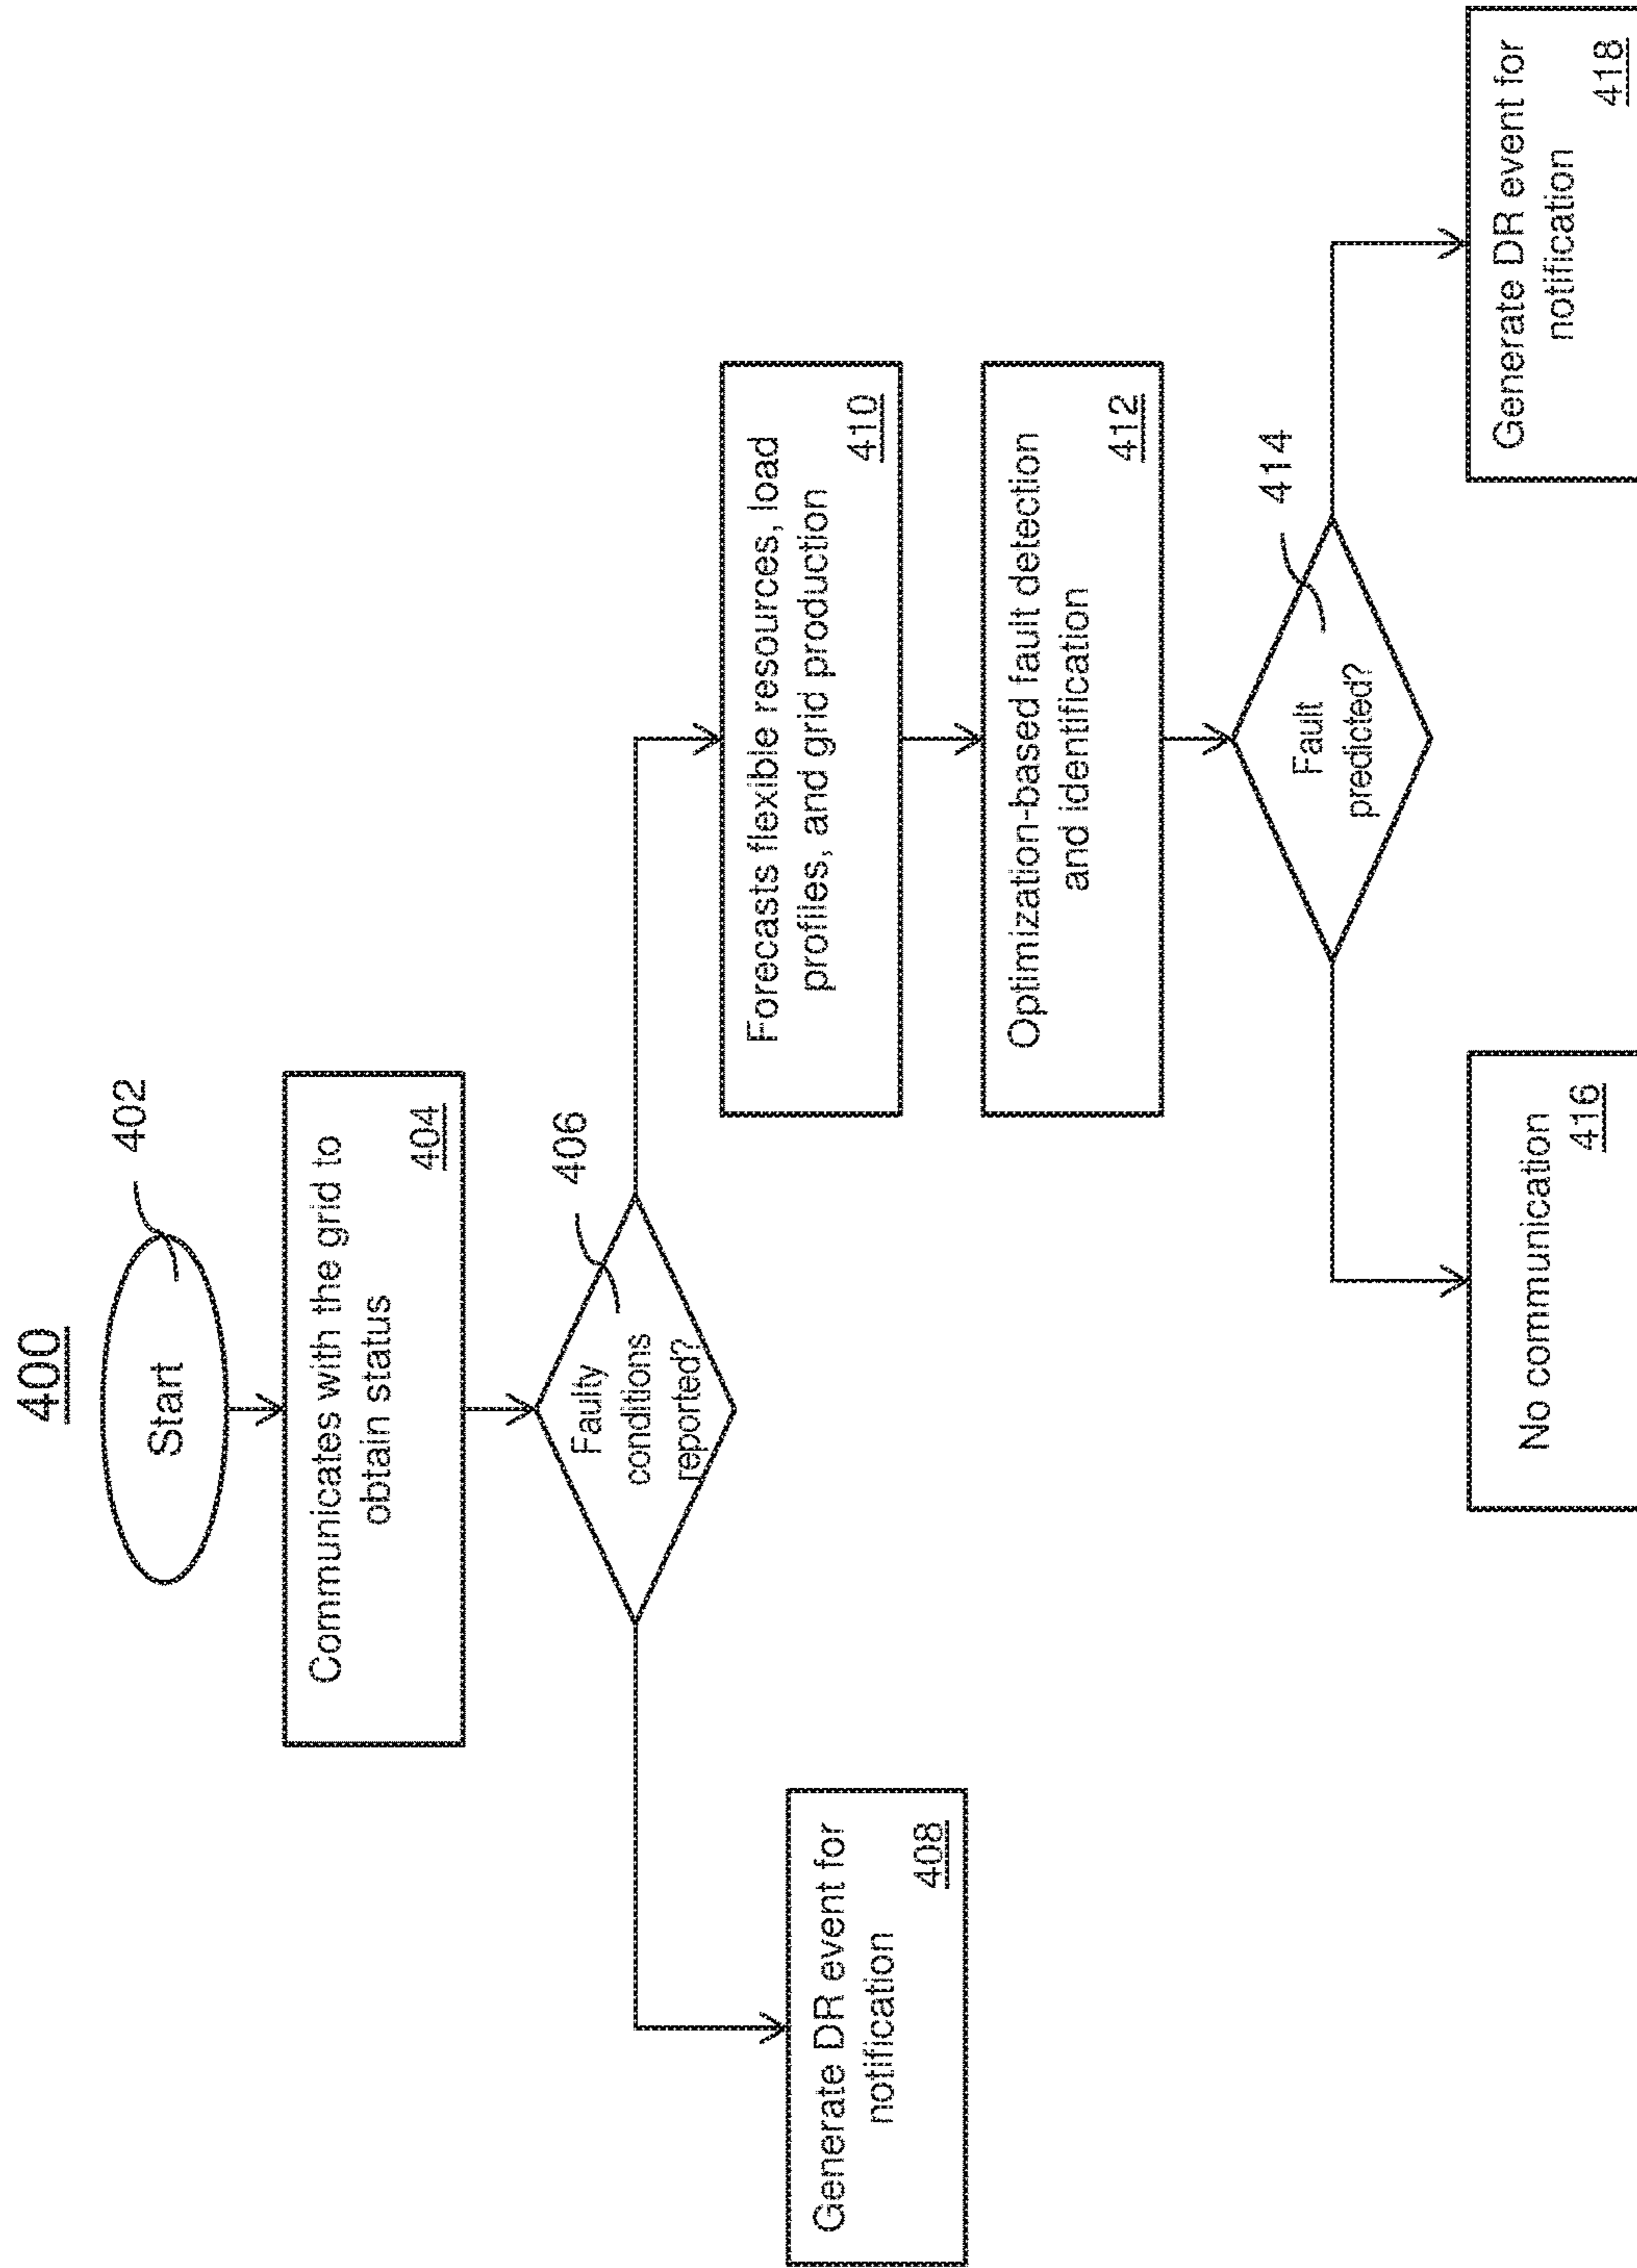 400
Start
402
Communicates with the grid to
obtain status
404
Faulty
conditions
reported?
406
Generate DR event for
notification
408
Forecasts flexible resources, load
profiles, and grid production
410
Optimization-based fault detection
and identification
412
Fault
predicted?
414
No communication
416
Generate DR event for
notification
418